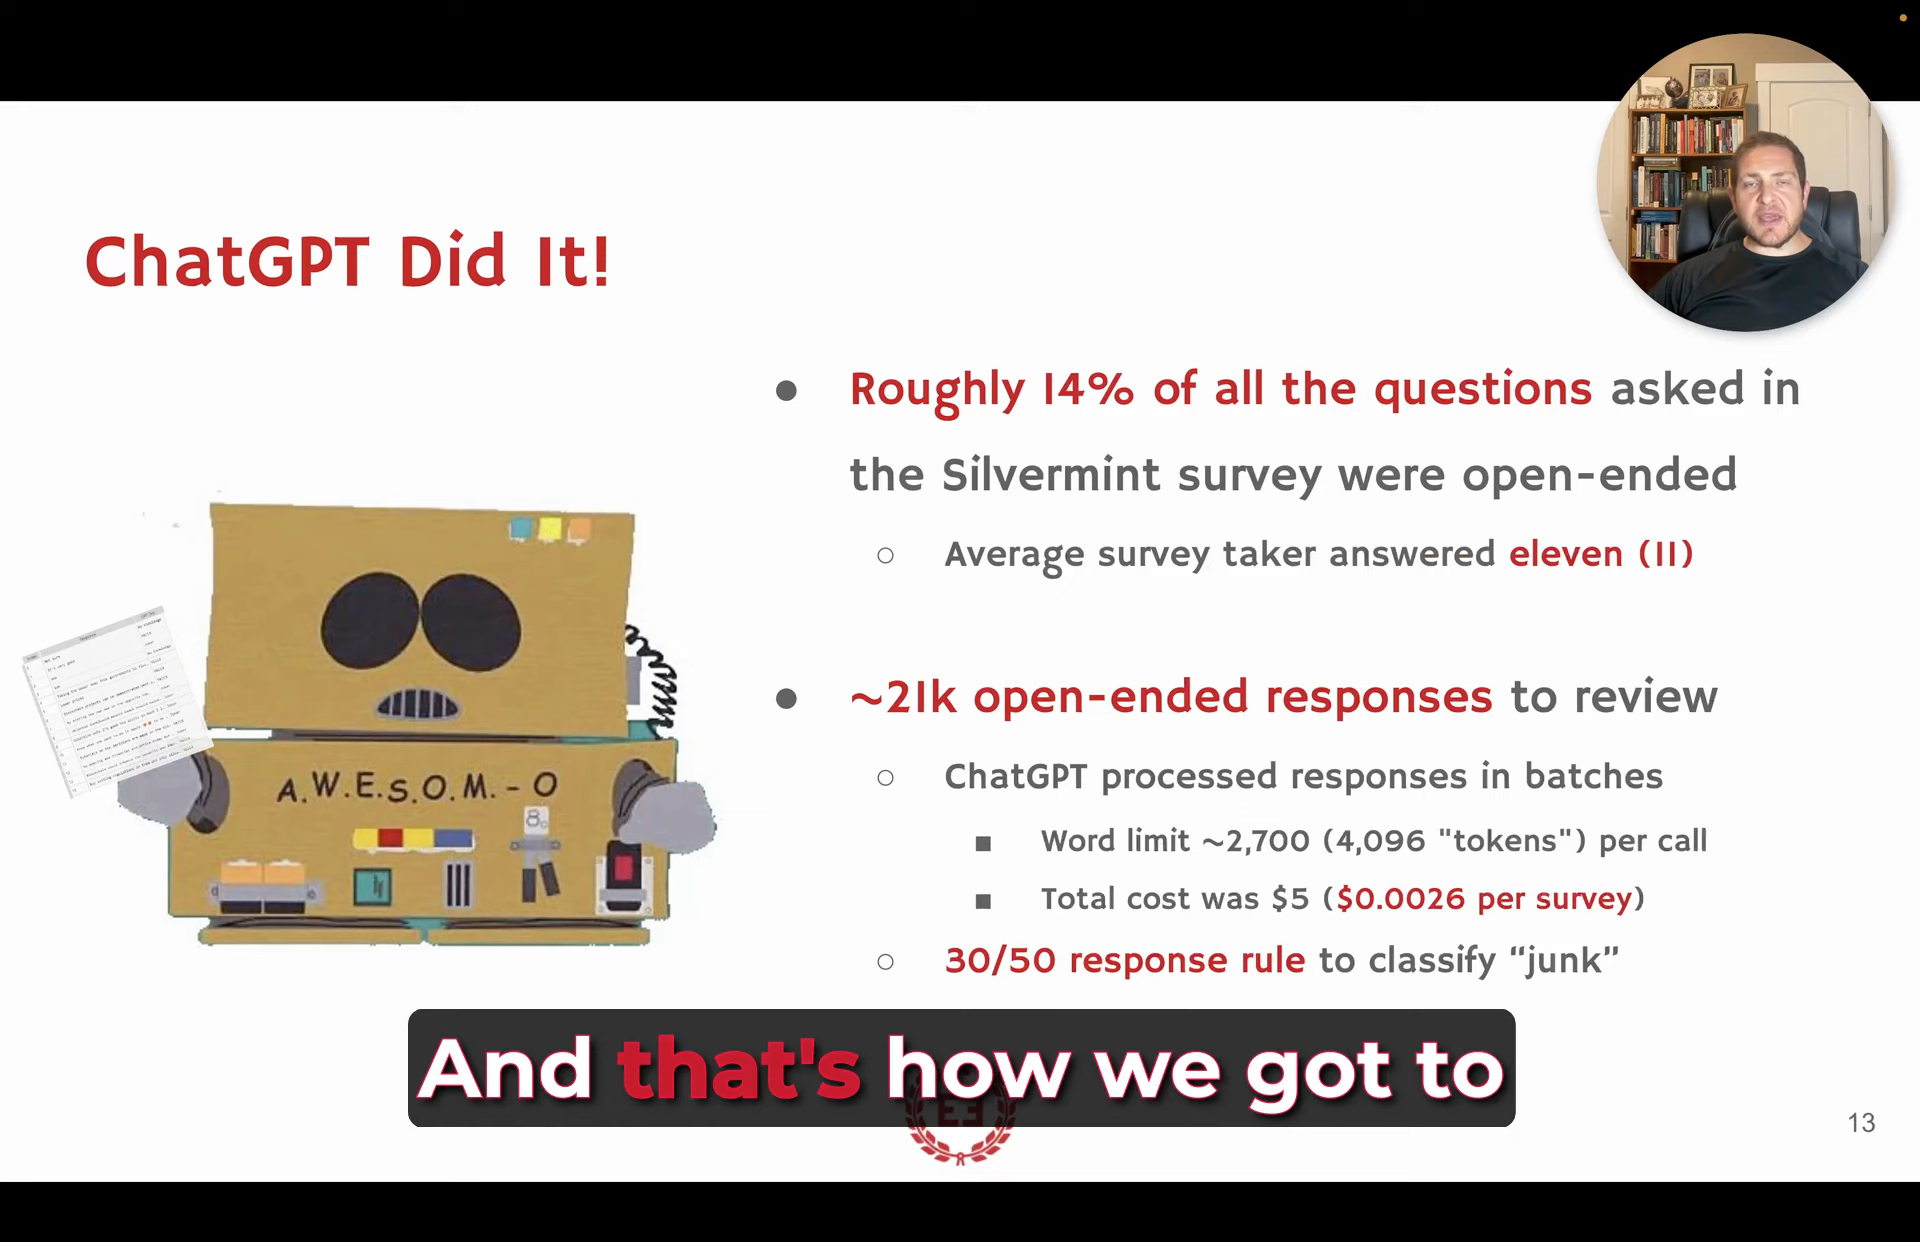 ChatGPT Did It!
● Roughly 14% of all the questions asked in
the Silvermint survey were open-ended
○ Average survey taker answered eleven (11)
● ~21k open-ended responses to review
○ ChatGPT processed responses in batches
■ Word limit ~2,700 (4,096 "tokens") per call
■ Total cost was $5 ($0.0026 per survey)
○ 30/50 response rule to classify “junk”
A.W.E.S.O.M.-O
8
And that's how we got to
13